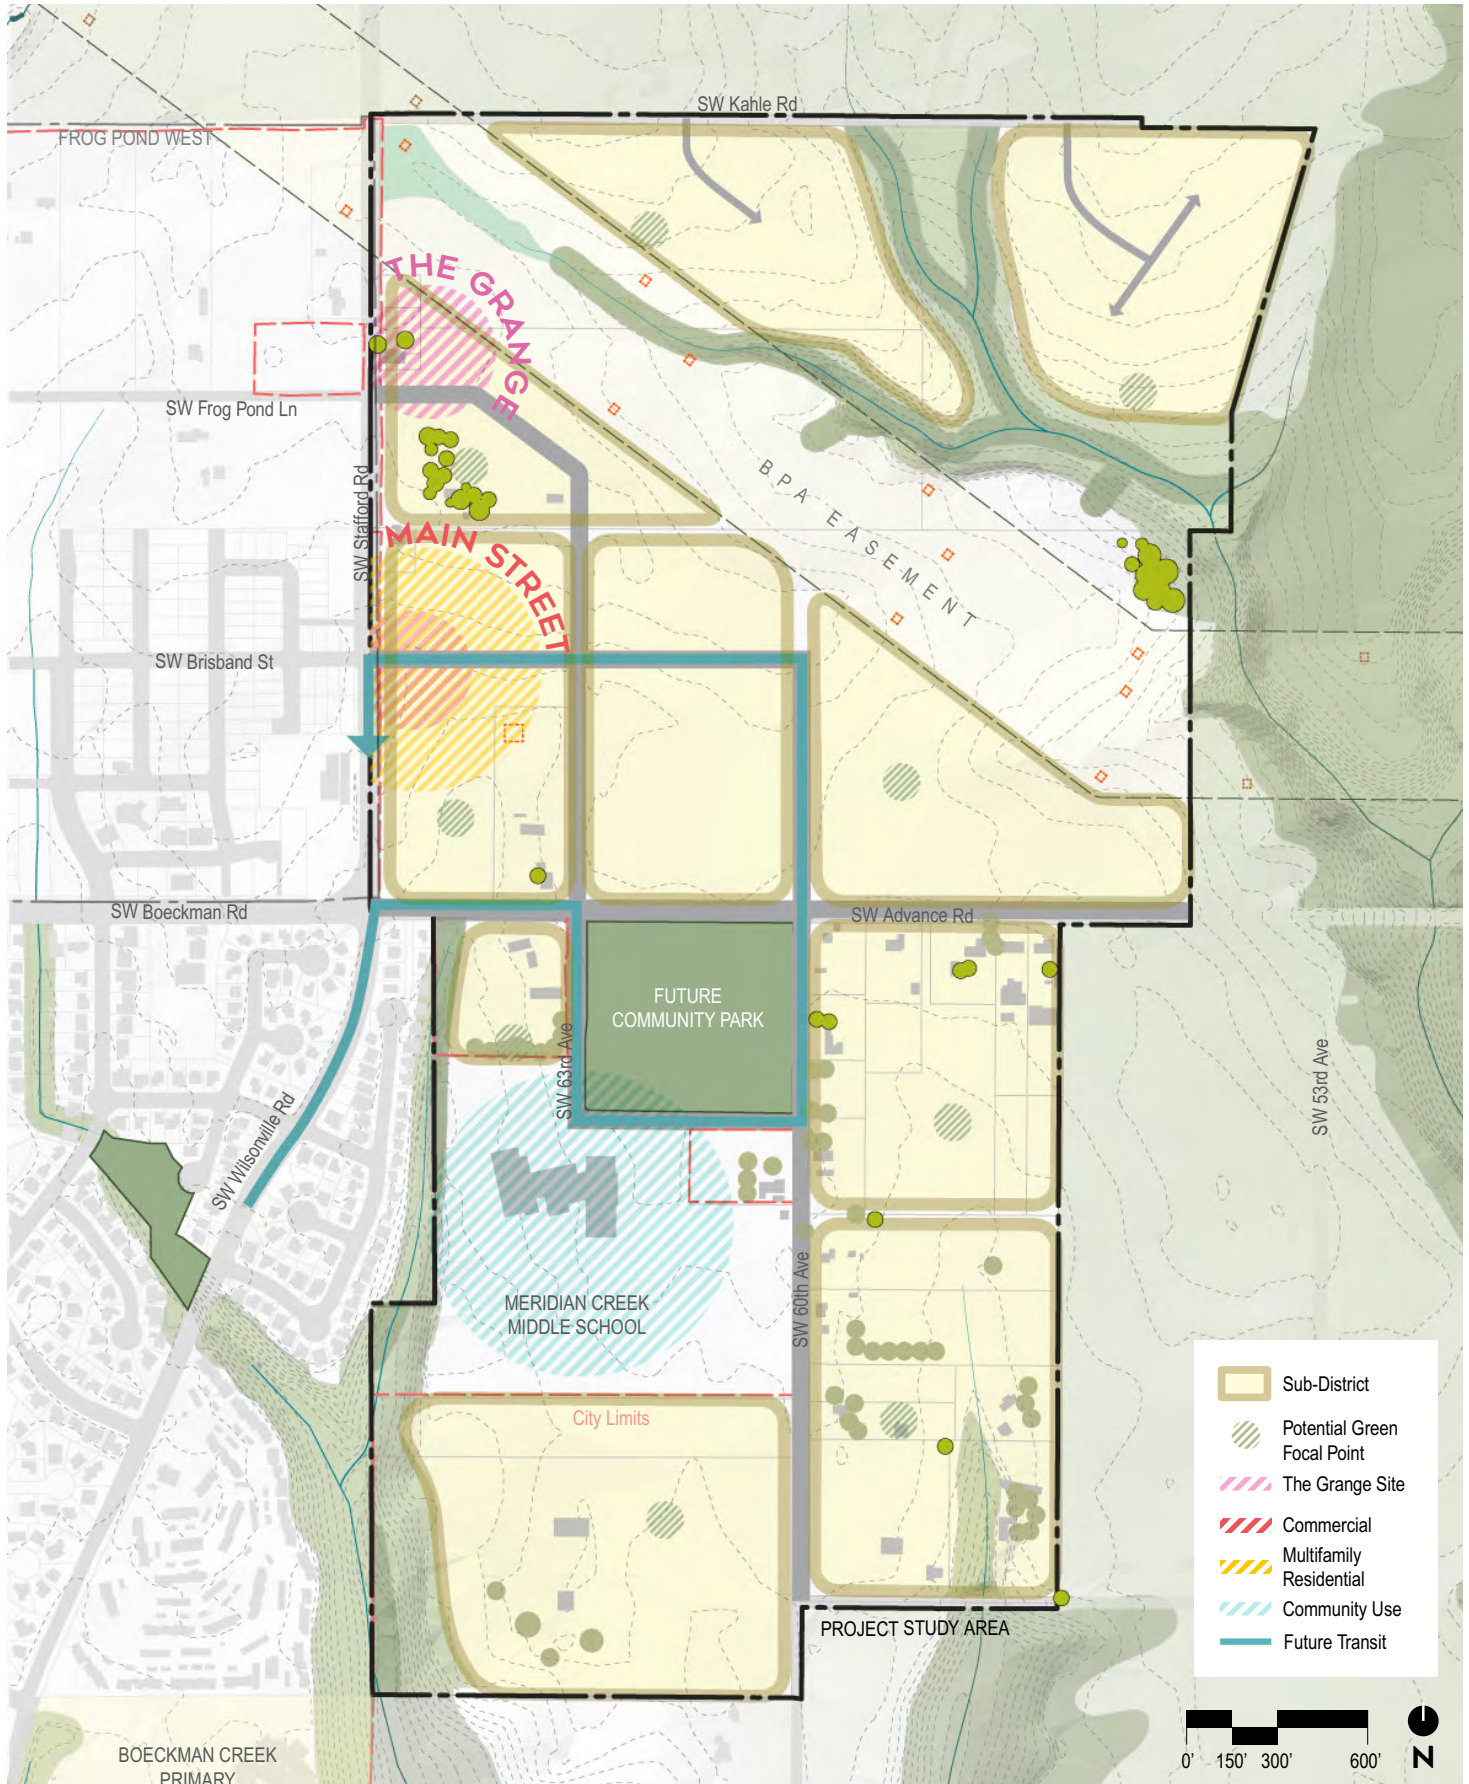 SW Kahle Rd
FROG POND WEST
THE GRANGE
SW Frog Pond Ln
SW Stafford Rd
BPA EASEMENT
MAIN STREET
SW Brisband St
SW Boeckman Rd
SW Advance Rd
FUTURE
COMMUNITY PARK
SW 63rd Ave
SW 53rd Ave
SW Wilsonville Rd
SW 60th Ave
MERIDIAN CREEK
MIDDLE SCHOOL
City Limits
PROJECT STUDY AREA
BOECKMAN CREEK
PRIMARY
Sub-District
Potential Green
Focal Point
The Grange Site
Commercial
Multifamily
Residential
Community Use
Future Transit
0' 150' 300' 600'
N